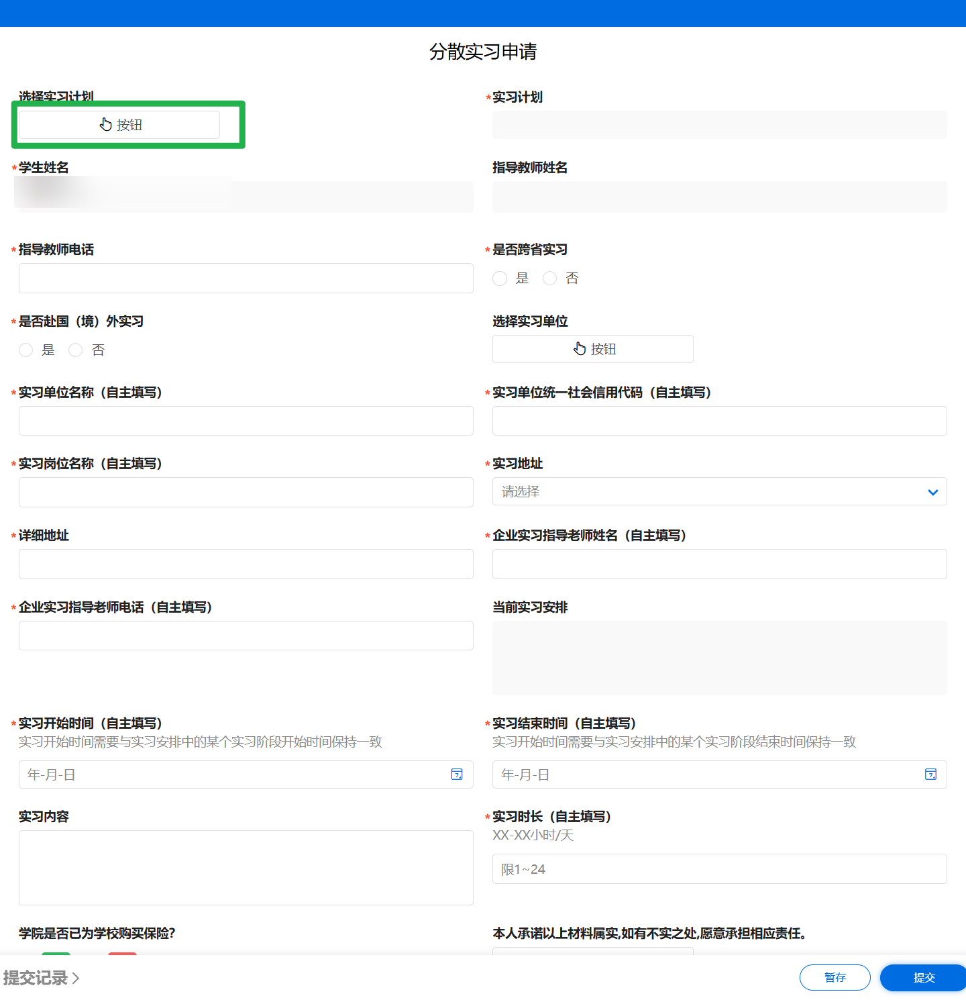 分散实习申请
选择实习计划
*实习计划
按钮
*学生姓名
指导教师姓名
*指导教师电话
*是否跨省实习
是 否
*是否赴国（境）外实习
选择实习单位
是 否
按钮
*实习单位名称（自主填写）
*实习单位统一社会信用代码（自主填写）
*实习岗位名称（自主填写）
*实习地址
请选择
*详细地址
*企业实习指导老师姓名（自主填写）
*企业实习指导老师电话（自主填写）
当前实习安排
*实习开始时间（自主填写）
实习开始时间需要与实习安排中的某个实习阶段开始时间保持一致
年-月-日
*实习结束时间（自主填写）
实习开始时间需要与实习安排中的某个实习阶段结束时间保持一致
年-月-日
实习内容
*实习时长（自主填写）
XX-XX小时/天
限1~24
学院是否已为学校购买保险？
本人承诺以上材料属实,如有不实之处,愿意承担相应责任。
提交记录
暂存
提交